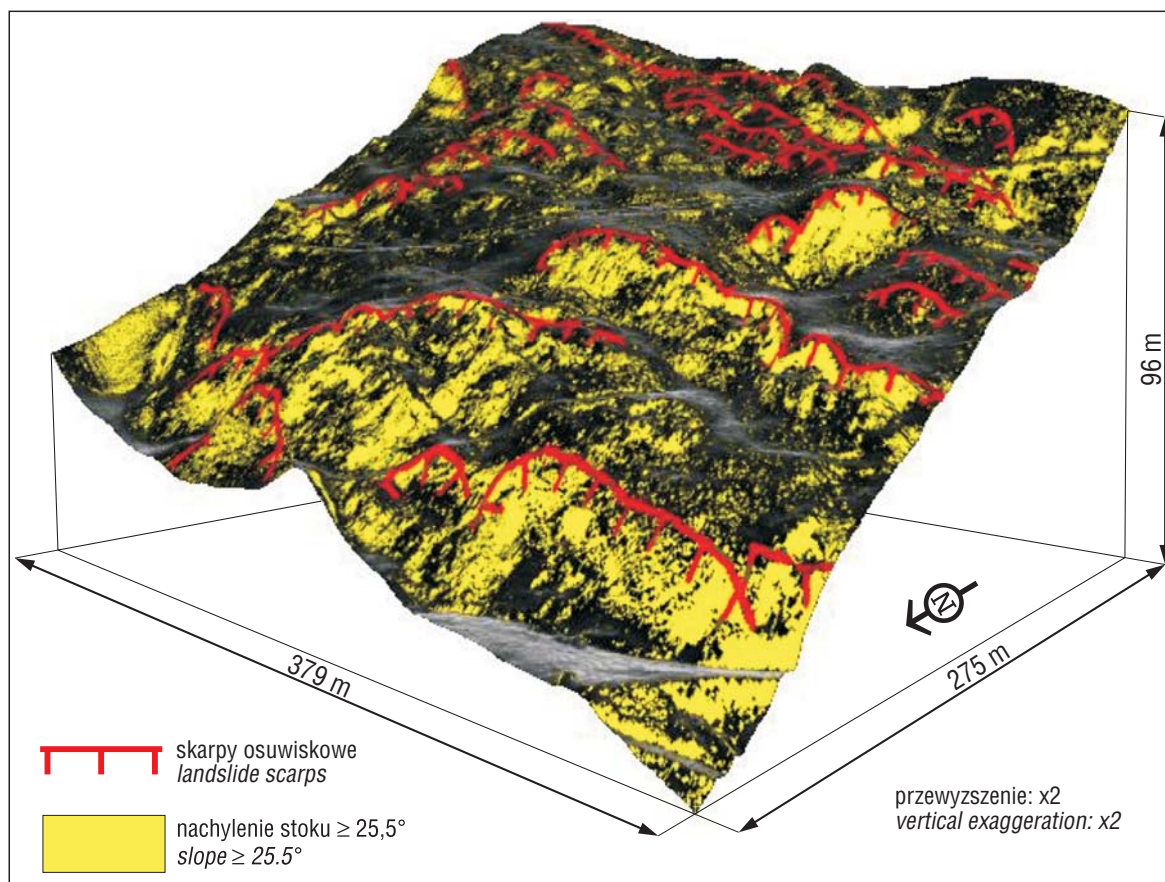 96 m
N
379 m
275 m
skarpy osuwiskowe
landslide scarps
nachylenie stoku ≥ 25,5°
slope ≥ 25.5°
przewyzszenie: x2
vertical exaggeration: x2